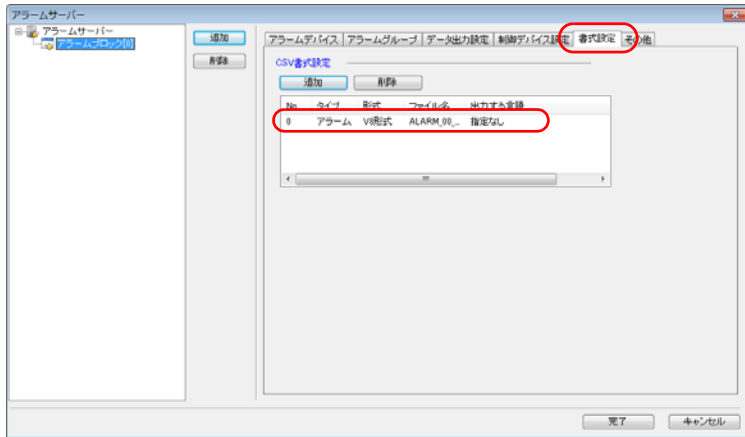 アラームサーバー
アラームサーバー
アラームブロック[0]
追加
削除
アラームデバイス アラームグループ データ出力設定 制御デバイス設定 書式設定 その他
CSV書式設定
追加 削除
No. タイプ 形式 ファイル名 出力する言語
0 アラーム V8形式 ALARM_00_... 指定なし
完了 キャンセル